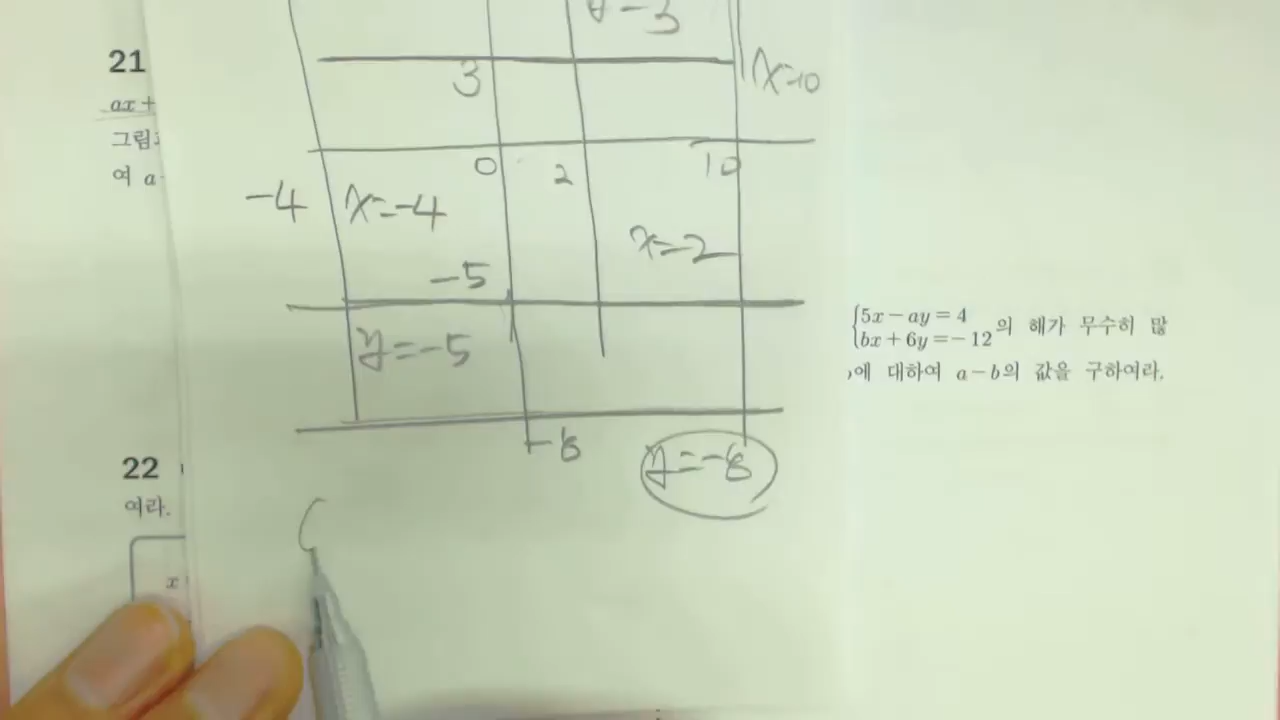 y=3
21
3
x=10
ax+
그림
0
2
10
여 a
-4
x=-4
x=2
-5
5x-ay=4
bx+6y=-12
의 해가 무수히 많
y=-5
에 대하여 a-b의 값을 구하여라.
-8
y=-8
22
여라.
(
x